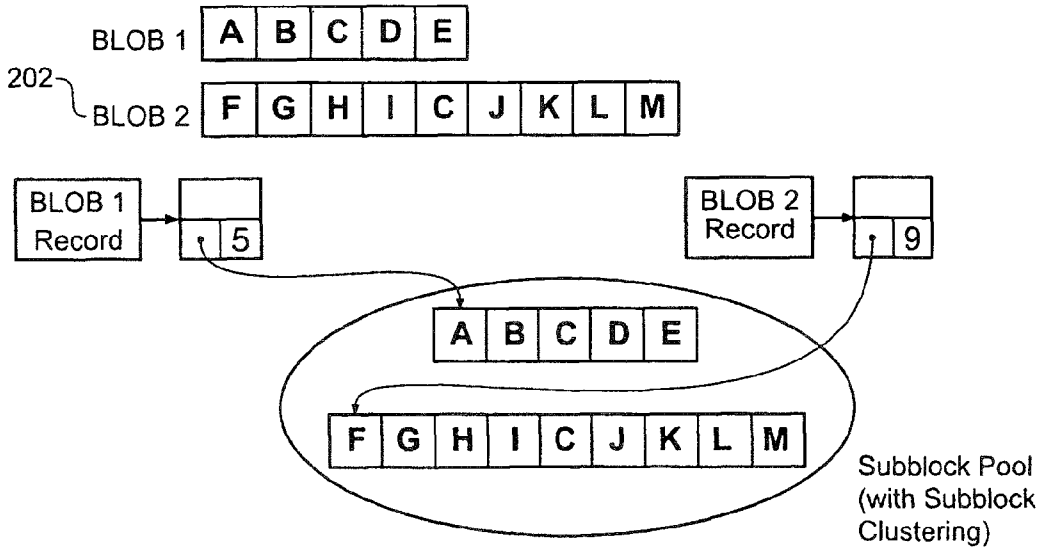 BLOB 1 A B C D E
202
BLOB 2 F G H I C J K L M
BLOB 1
Record
5
BLOB 2
Record
9
A B C D E
F G H I C J K L M
Subblock Pool
(with Subblock
Clustering)